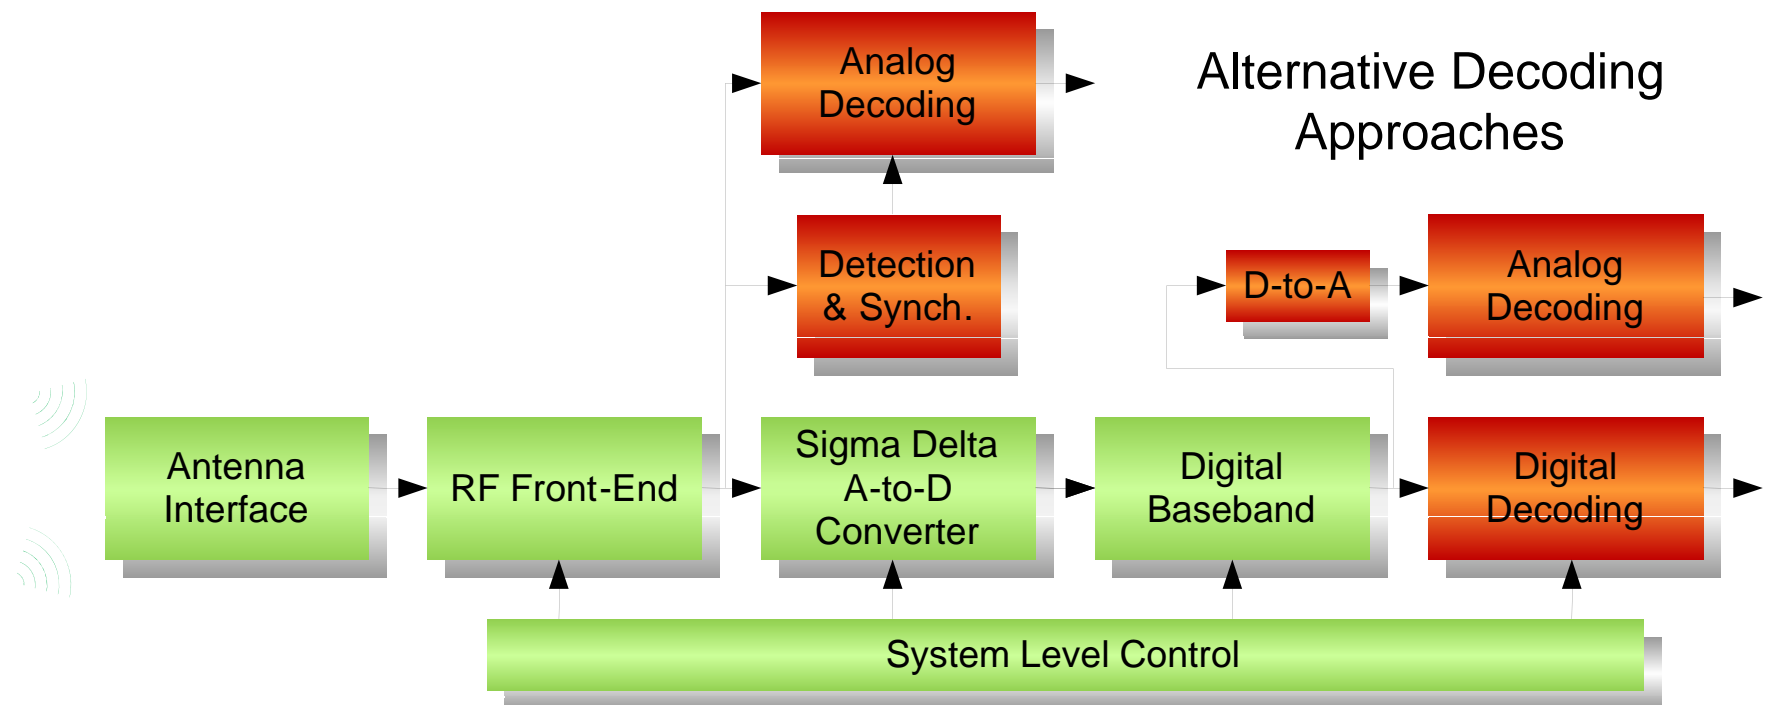 Analog
Decoding
Alternative Decoding
Approaches
Detection
& Synch.
D-to-A
Analog
Decoding
Antenna
Interface
RF Front-End
Sigma Delta
A-to-D
Converter
Digital
Baseband
Digital
Decoding
System Level Control